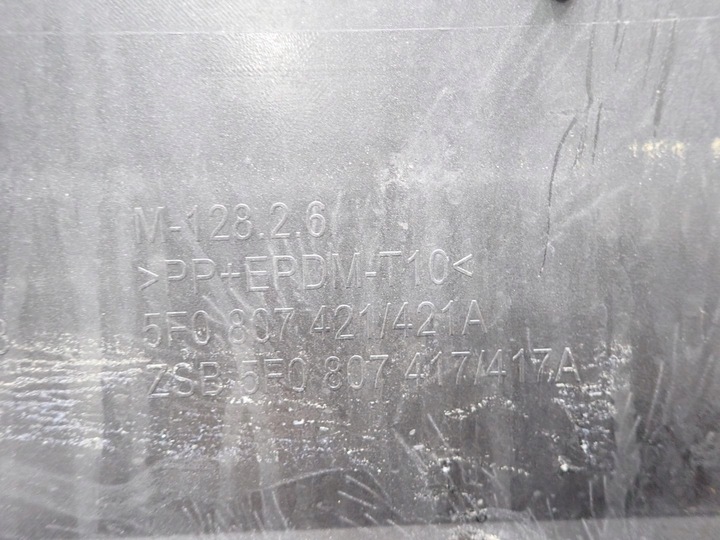 M-128.2.6
>PP+EPDM-T10<
5F0 807 421/421A
ZSB 5F0 807 417/417A